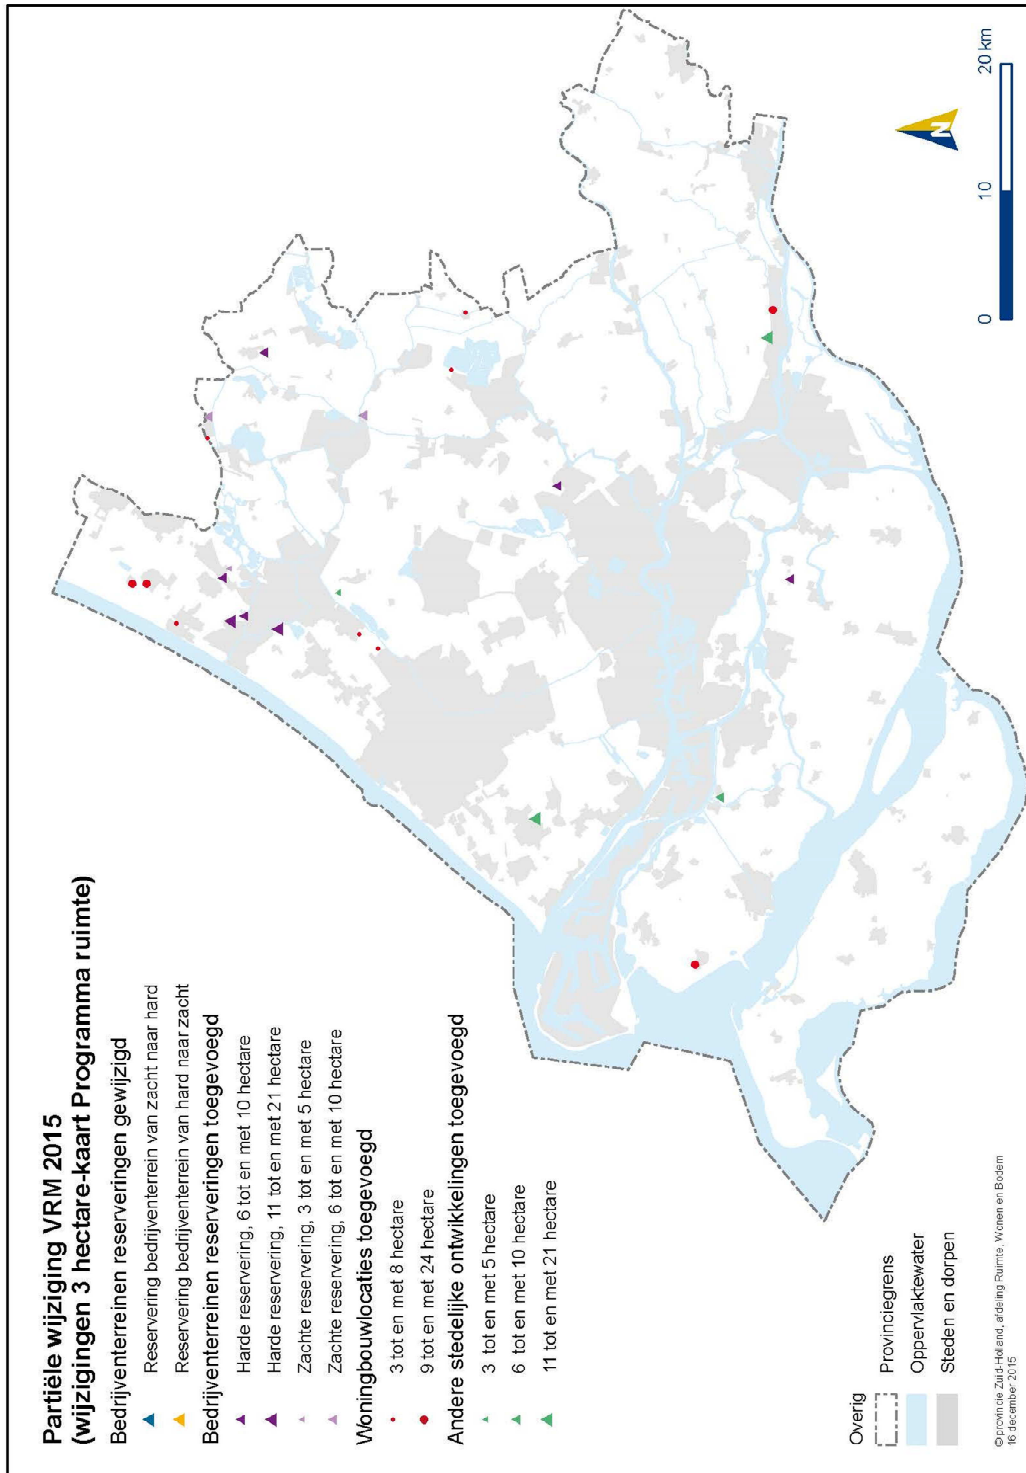 Partiële wijziging VRM 2015
(wijzigingen 3 hectare-kaart Programma ruimte)
Bedrijventerreinen reserveringen gewijzigd
Reservering bedrijventerrein van zacht naar hard
Reservering bedrijventerrein van hard naar zacht
Bedrijventerreinen reserveringen toegevoegd
Harde reservering, 6 tot en met 10 hectare
Harde reservering, 11 tot en met 21 hectare
Zachte reservering, 3 tot en met 5 hectare
Zachte reservering, 6 tot en met 10 hectare
Woningbouwlocaties toegevoegd
3 tot en met 8 hectare
9 tot en met 24 hectare
Andere stedelijke ontwikkelingen toegevoegd
3 tot en met 5 hectare
6 tot en met 10 hectare
11 tot en met 21 hectare
Overig
Provinciegrens
Oppervlaktewater
Steden en dorpen
© provincie Zuid-Holland, afdeling Ruimte, Wonen en Bodem
16 december 2015
N
0 10 20 km